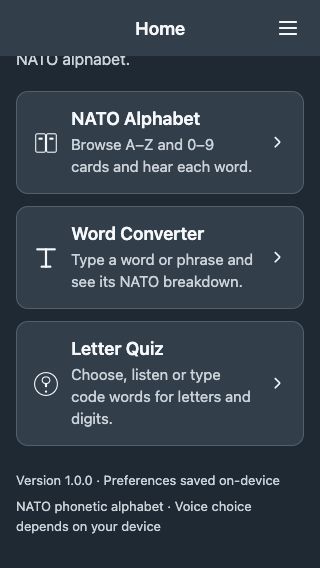 Home
NATO alphabet.
NATO Alphabet
Browse A–Z and 0–9
cards and hear each word.
Word Converter
Type a word or phrase and
see its NATO breakdown.
Letter Quiz
Choose, listen or type
code words for letters and
digits.
Version 1.0.0 · Preferences saved on-device
NATO phonetic alphabet · Voice choice
depends on your device